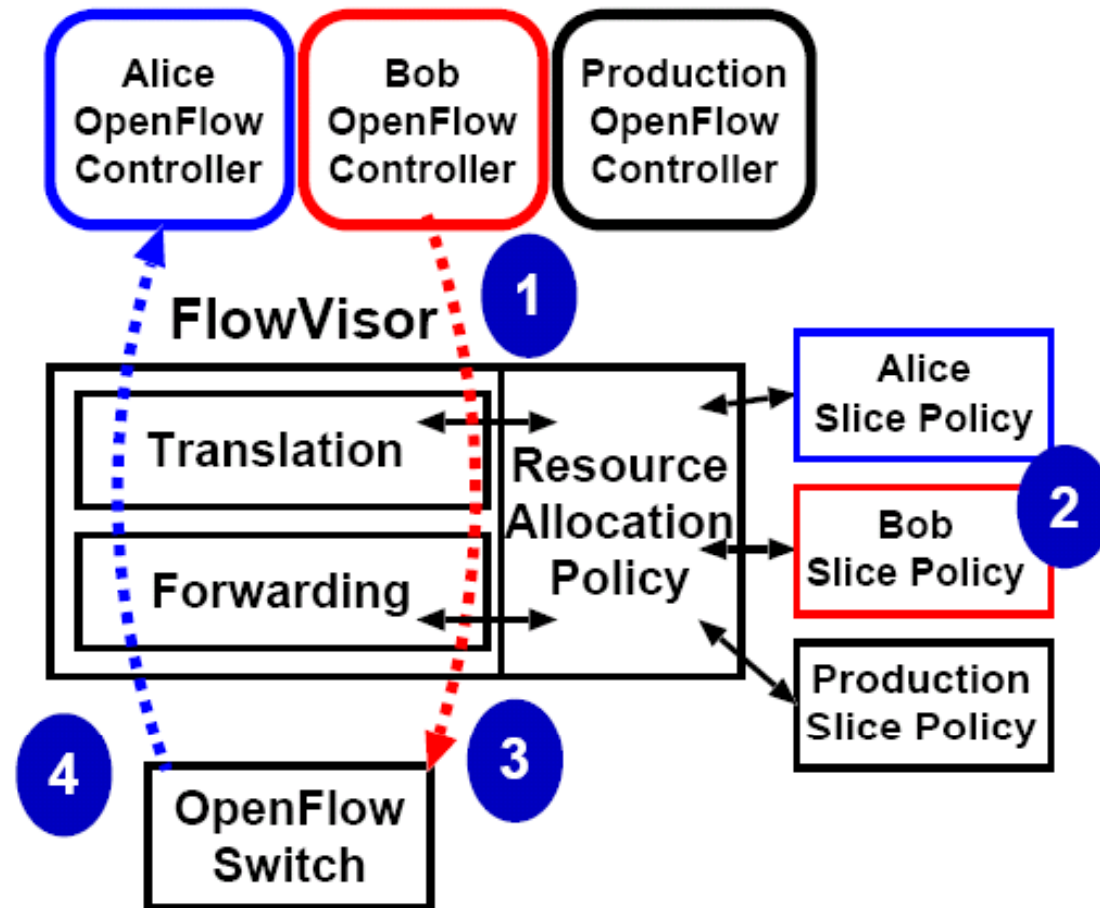 Alice
OpenFlow
Controller
Bob
OpenFlow
Controller
Production
OpenFlow
Controller
1
FlowVisor
Translation
Forwarding
Resource
Allocation
Policy
Alice
Slice Policy
2
Bob
Slice Policy
Production
Slice Policy
4
3
OpenFlow
Switch